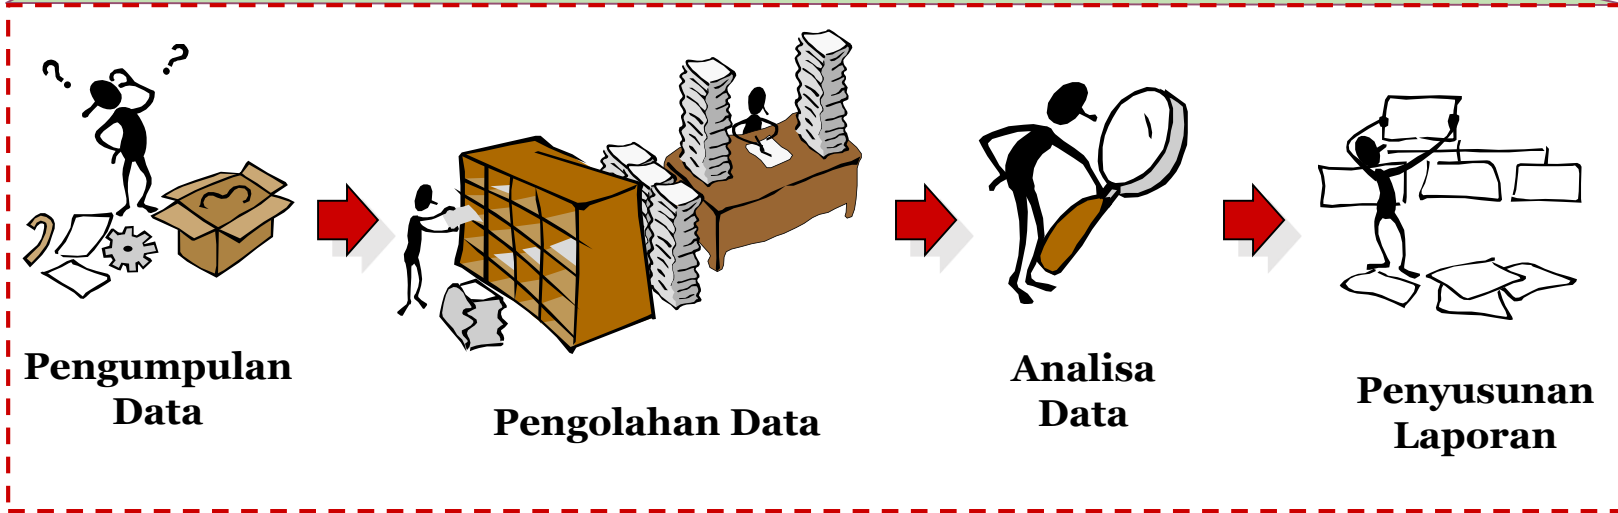 Pengumpulan
Data
Pengolahan Data
Analisa
Data
Penyusunan
Laporan